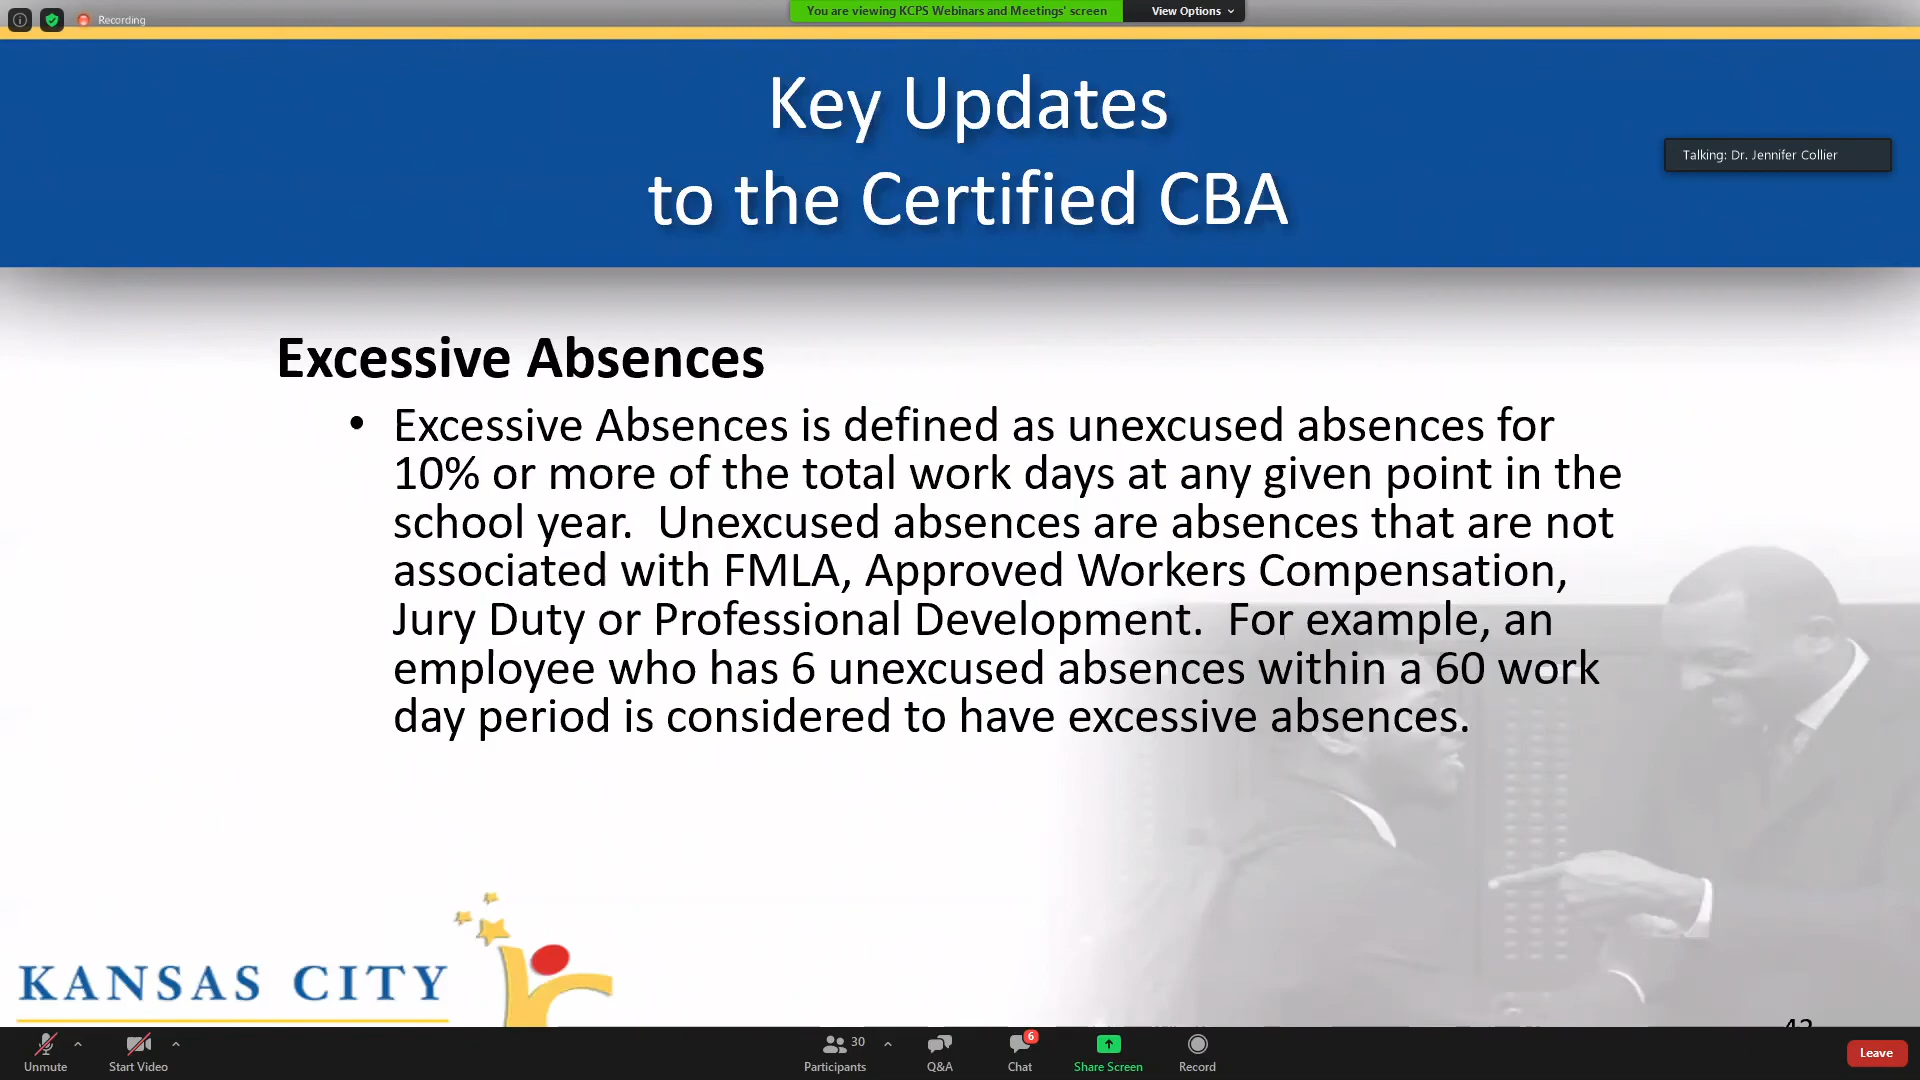 Recording
You are viewing KCPS Webinars and Meetings' screen
View Options
Key Updates
to the Certified CBA
Talking: Dr. Jennifer Collier
Excessive Absences
• Excessive Absences is defined as unexcused absences for
10% or more of the total work days at any given point in the
school year.  Unexcused absences are absences that are not
associated with FMLA, Approved Workers Compensation,
Jury Duty or Professional Development.  For example, an
employee who has 6 unexcused absences within a 60 work
day period is considered to have excessive absences.
KANSAS CITY
Unmute
Start Video
30
Participants
Q&A
6
Chat
Share Screen
Record
Leave